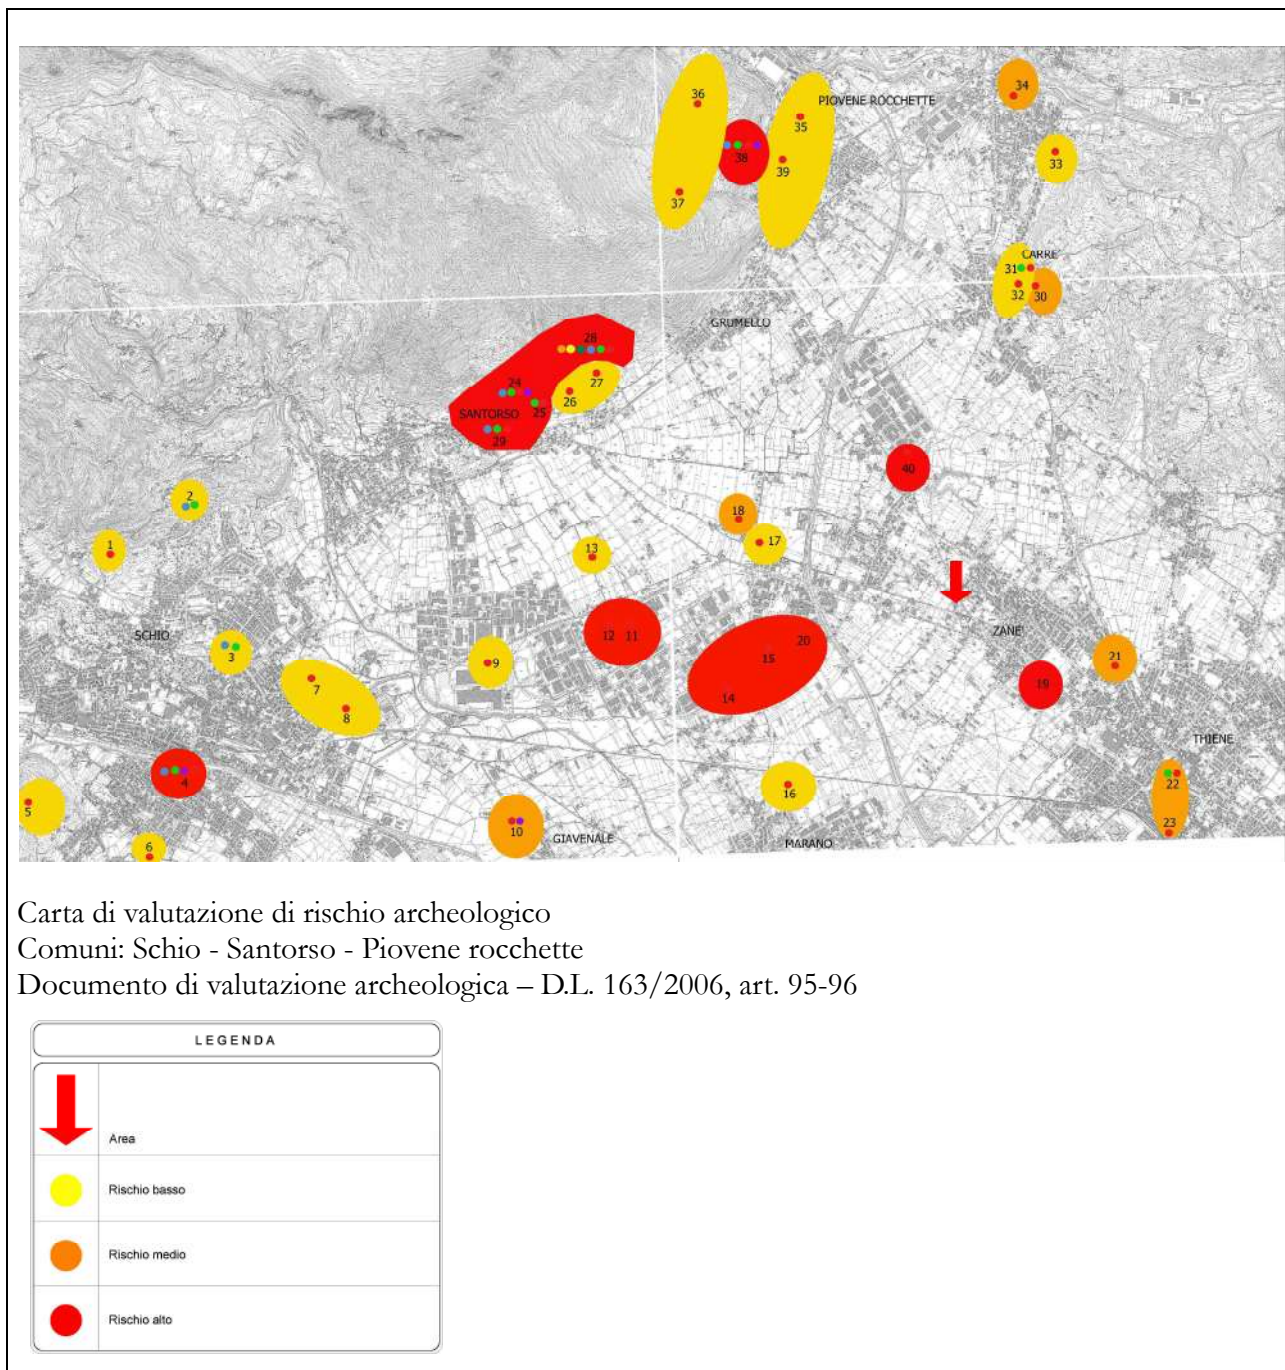 36
34
PIOVENE ROCCHETTE
35
38
33
39
37
CARRE'
31
32
30
GRUMELLO
28
27
24
26
25
SANTORSO
29
40
2
18
17
1
13
SCHIO
12 11
ZANE'
20
3
15
9
21
7
19
14
8
THIENE
4
22
16
5
10
23
6
GIAVENALE
MARANO
Carta di valutazione di rischio archeologico
Comuni: Schio - Santorso - Piovene rocchette
Documento di valutazione archeologica – D.L. 163/2006, art. 95-96
LEGENDA
Area
Rischio basso
Rischio medio
Rischio alto